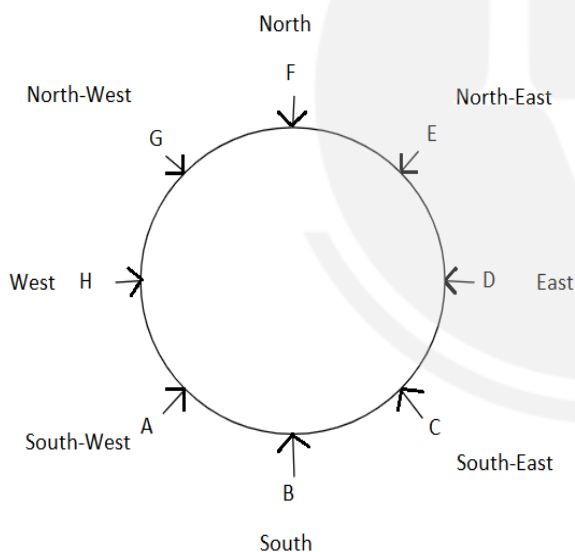 North
F
North-West
North-East
G
E
West H
D East
A
C
South-West
South-East
B
South